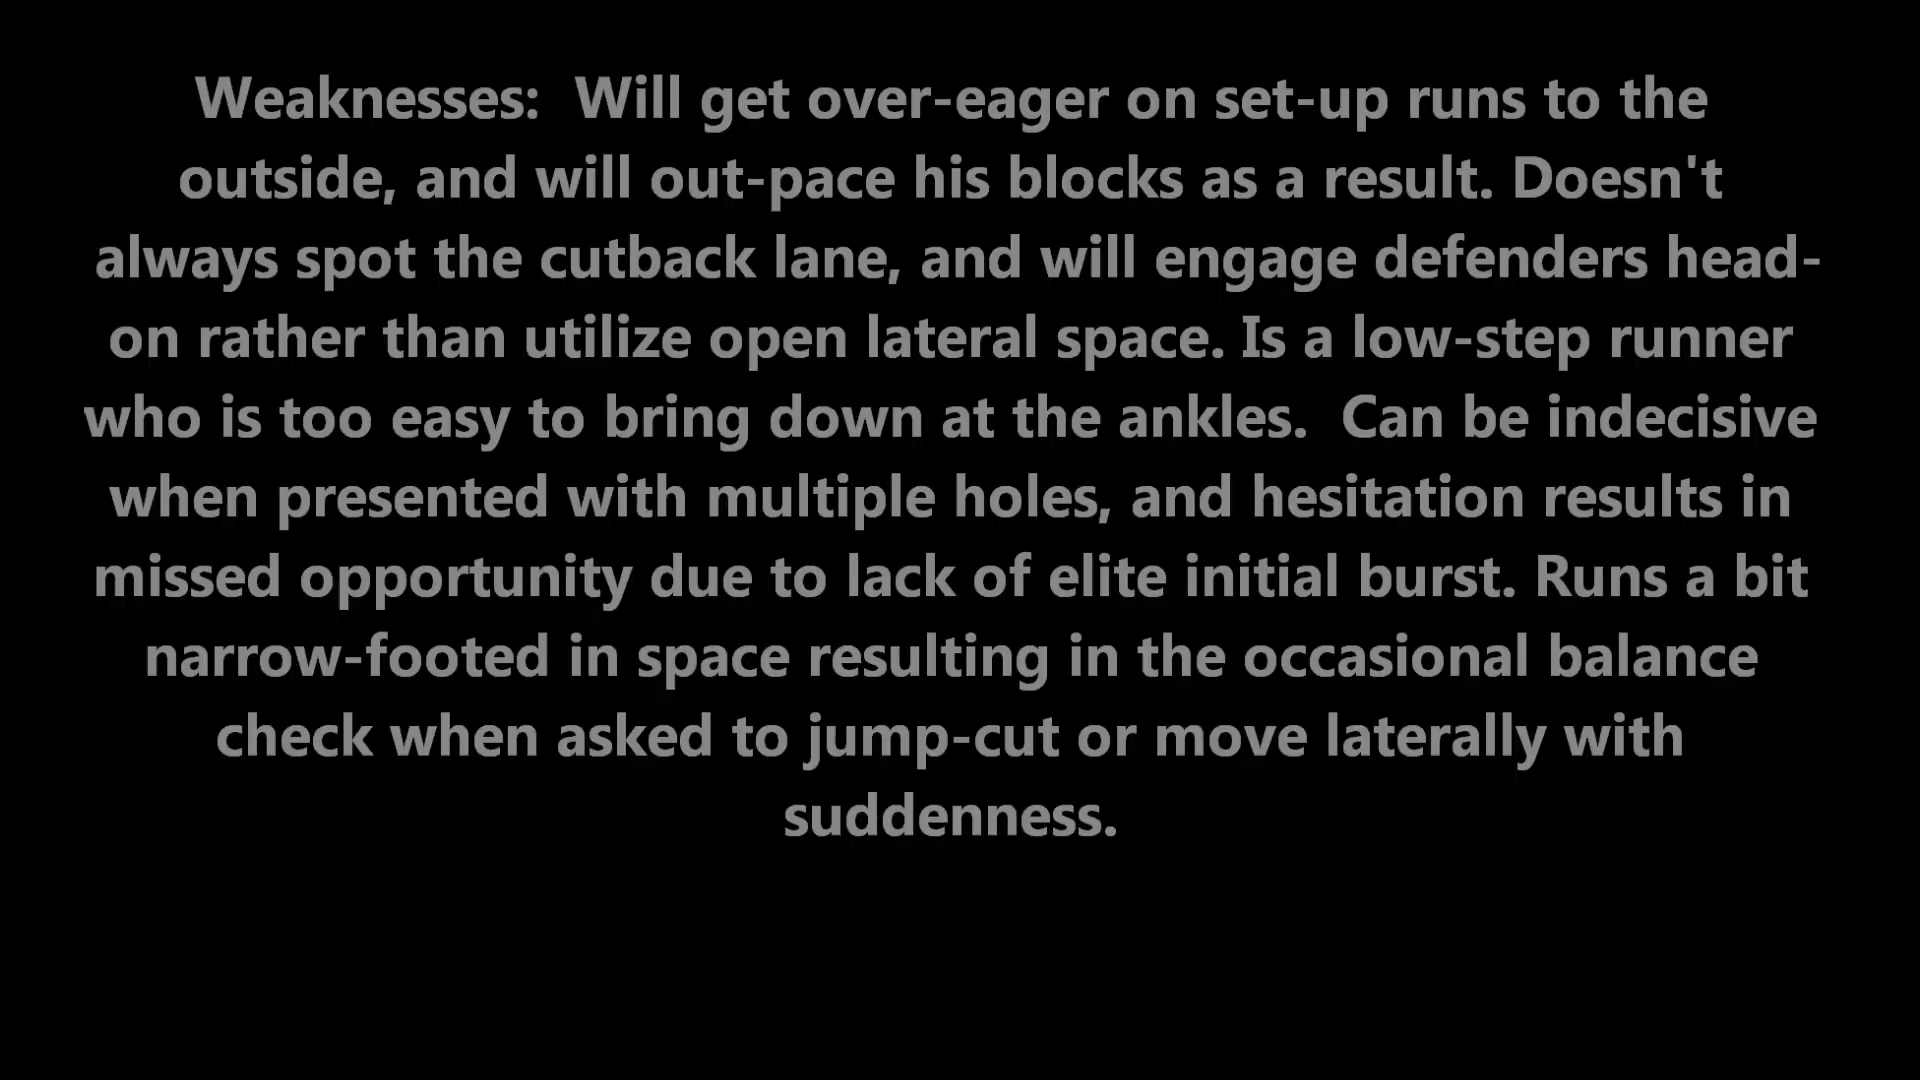 Weaknesses:  Will get over-eager on set-up runs to the
outside, and will out-pace his blocks as a result. Doesn't
always spot the cutback lane, and will engage defenders head-
on rather than utilize open lateral space. Is a low-step runner
who is too easy to bring down at the ankles.  Can be indecisive
when presented with multiple holes, and hesitation results in
missed opportunity due to lack of elite initial burst. Runs a bit
narrow-footed in space resulting in the occasional balance
check when asked to jump-cut or move laterally with
suddenness.